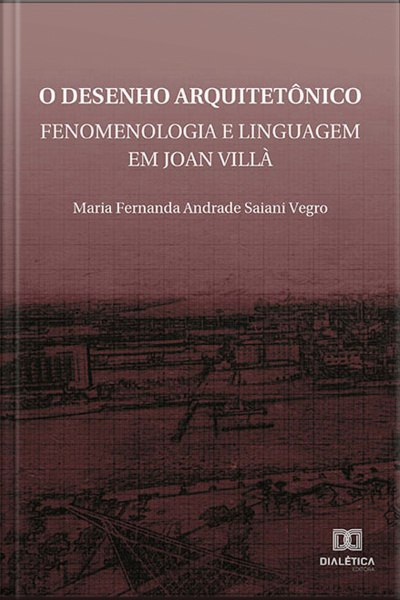 O DESENHO ARQUITETÔNICO
FENOMENOLOGIA E LINGUAGEM
EM JOAN VILLÀ
Maria Fernanda Andrade Saiani Vegro
DIALÉTICA
EDITORA